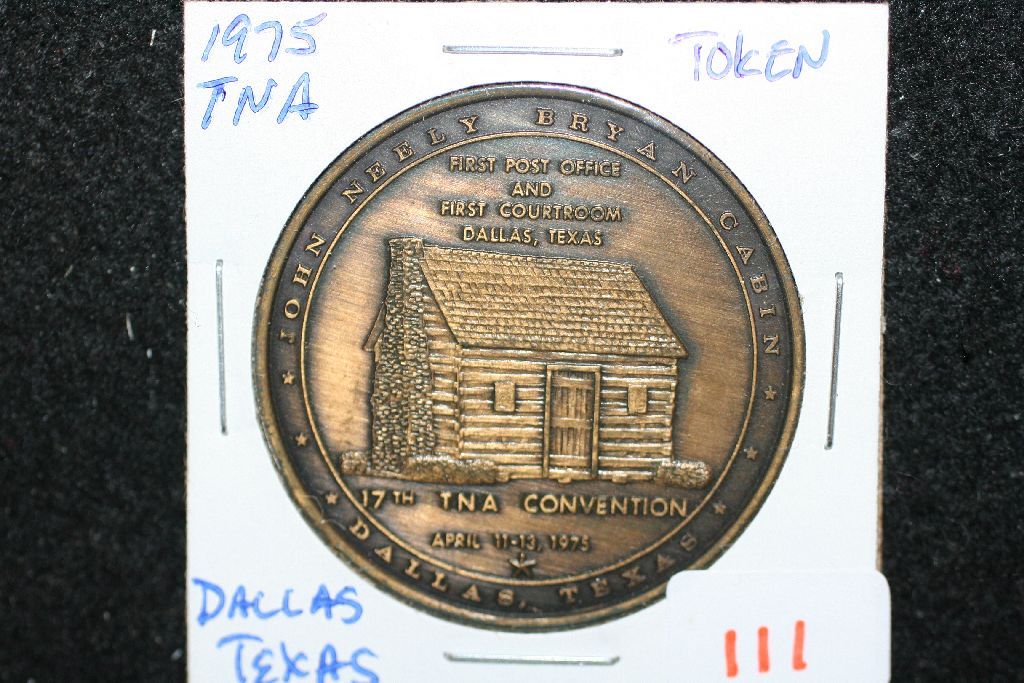 1975
TNA
TOKEN
JOHN NEELY BRYAN CABIN
FIRST POST OFFICE
AND
FIRST COURTROOM
DALLAS, TEXAS
17TH TNA CONVENTION
APRIL 11-13, 1975
DALLAS, TEXAS
DALLAS
TEXAS
111